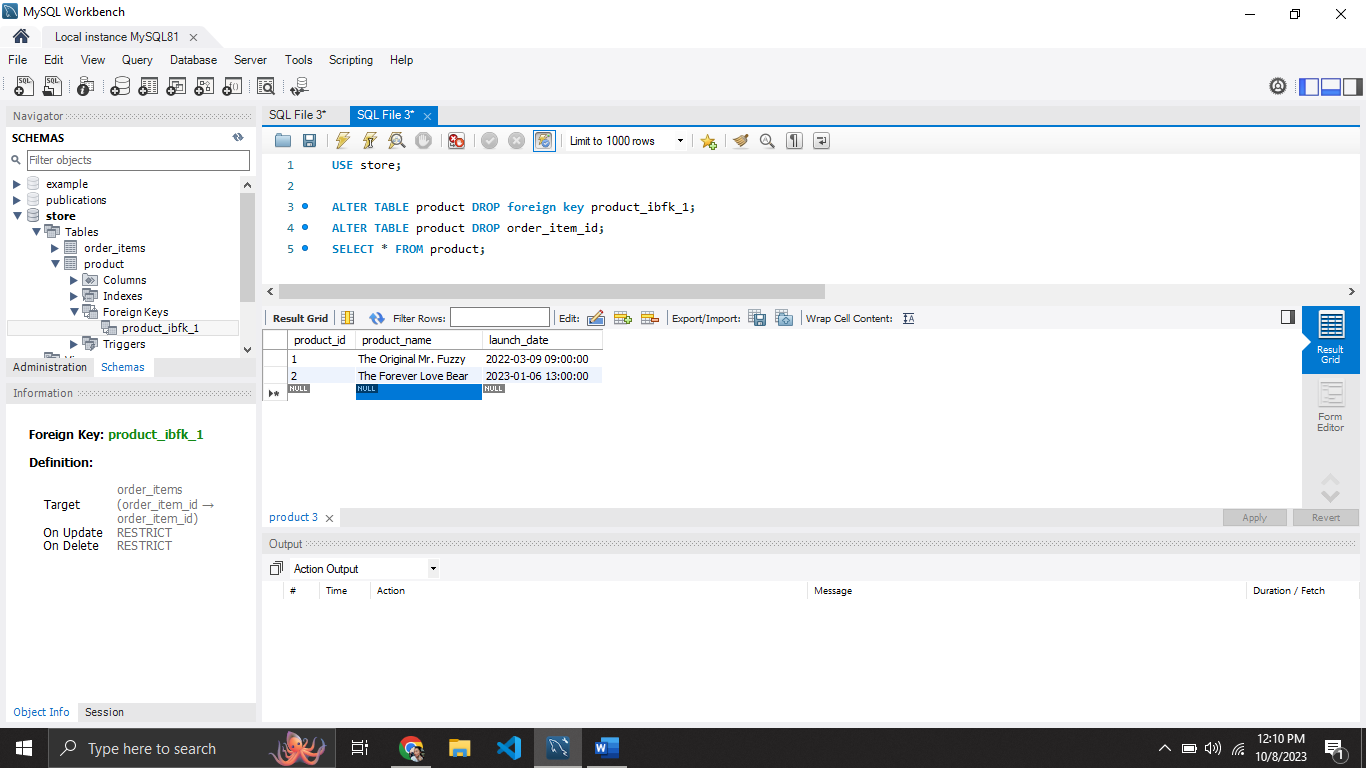 MySQL Workbench
Local instance MySQL81
File Edit View Query Database Server Tools Scripting Help
Navigator
SCHEMAS
Filter objects
example
publications
store
Tables
order_items
product
Columns
Indexes
Foreign Keys
product_ibfk_1
Triggers
Administration Schemas
Information
Foreign Key: product_ibfk_1
Definition:
Target order_items
(order_item_id →
order_item_id)
On Update RESTRICT
On Delete RESTRICT
Object Info Session
SQL File 3* SQL File 3*
Limit to 1000 rows
1 USE store;
2
3 ALTER TABLE product DROP foreign key product_ibfk_1;
4 ALTER TABLE product DROP order_item_id;
5 SELECT * FROM product;
Result Grid Filter Rows: Edit: Export/Import: Wrap Cell Content:
product_id product_name launch_date
1 The Original Mr. Fuzzy 2022-03-09 09:00:00
2 The Forever Love Bear 2023-01-06 13:00:00
NULL NULL NULL
Result
Grid
Form
Editor
product 3 Apply Revert
Output
Action Output
# Time Action Message Duration / Fetch
Type here to search
12:10 PM
10/8/2023
1